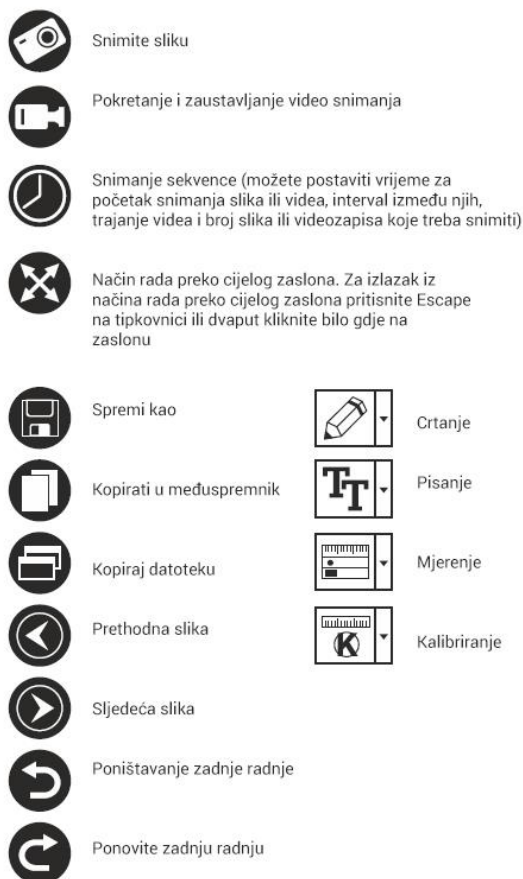 Snimite sliku
Pokretanje i zaustavljanje video snimanja
Snimanje sekvence (možete postaviti vrijeme za
početak snimanja slika ili videa, interval između njih,
trajanje videa i broj slika ili videozapisa koje treba snimiti)
Način rada preko cijelog zaslona. Za izlazak iz
načina rada preko cijelog zaslona pritisnite Escape
na tipkovnici ili dvaput kliknite bilo gdje na
zaslonu
Spremi kao
Kopirati u međuspremnik
Kopiraj datoteku
Prethodna slika
Sljedeća slika
Poništavanje zadnje radnje
Ponovite zadnju radnju
Crtanje
TT
Pisanje
Mjerenje
K
Kalibriranje